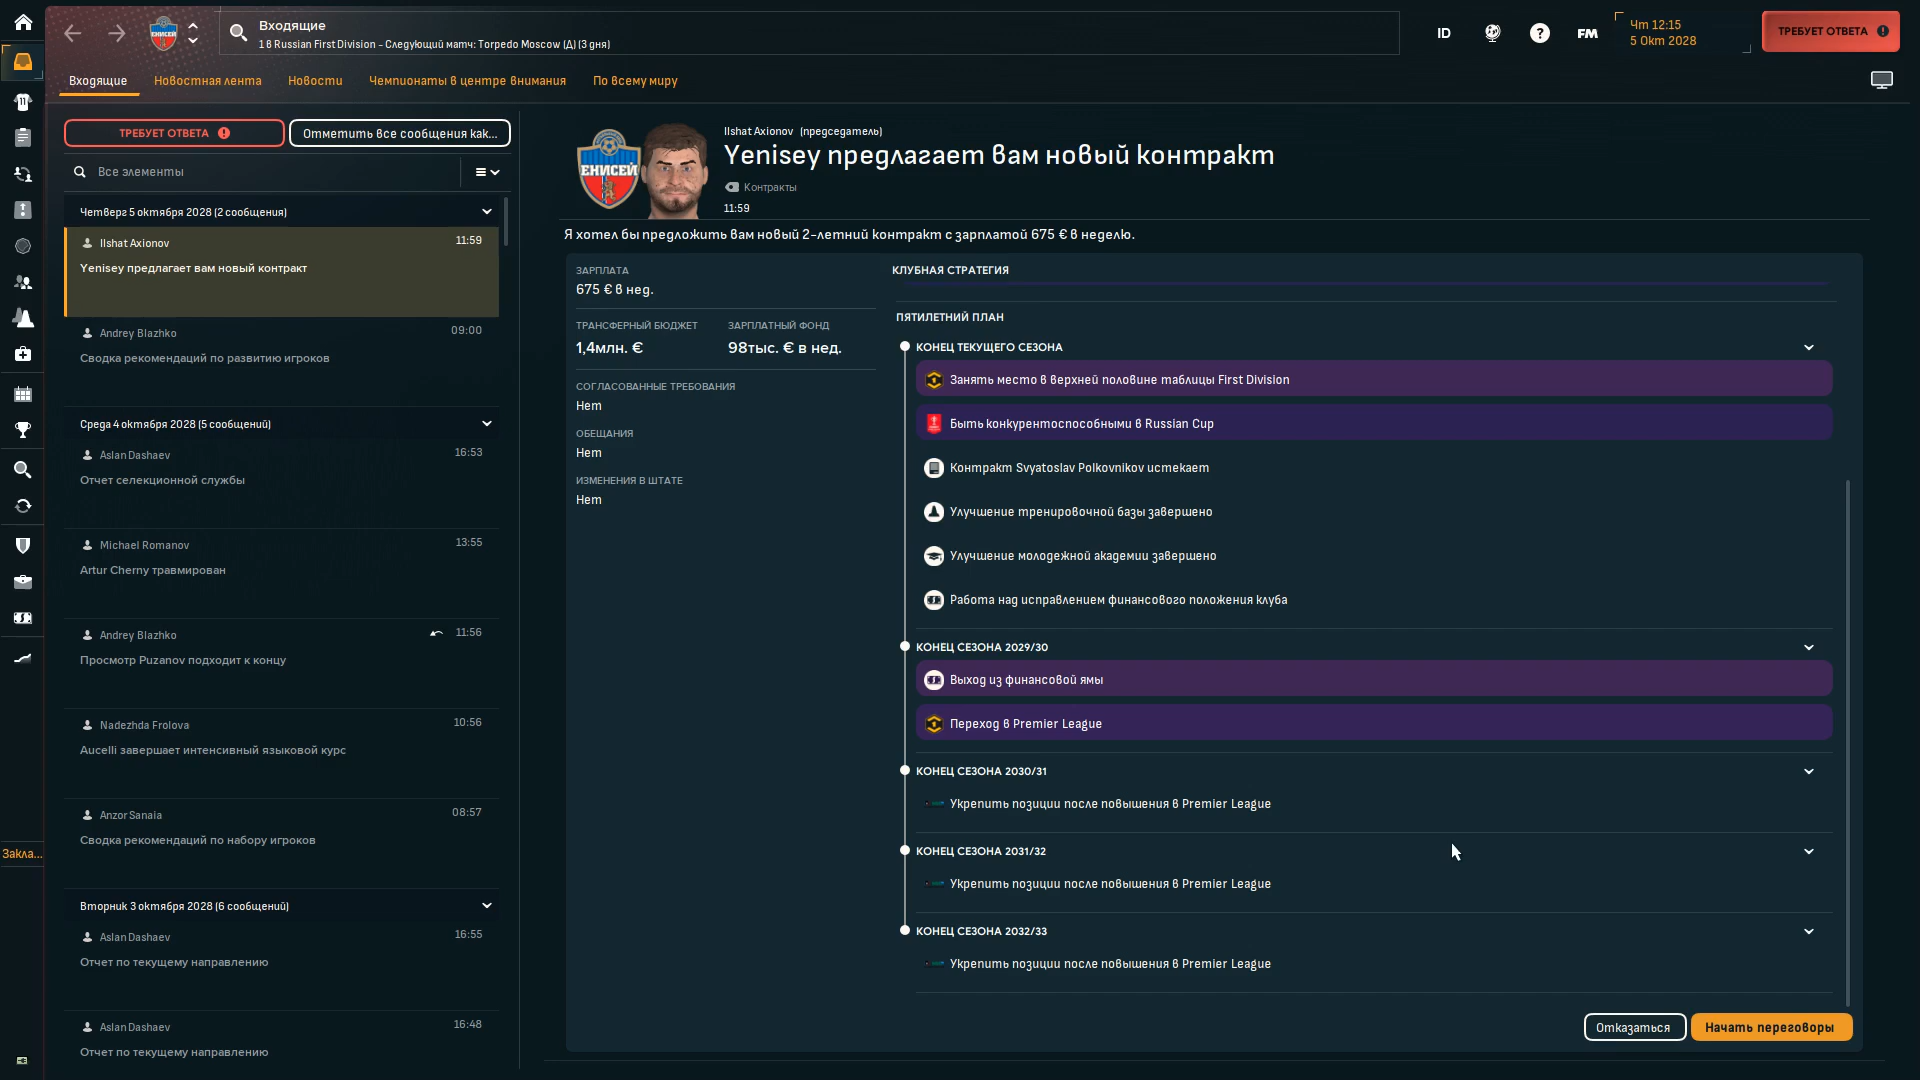 Входящие
1 в Russian First Division - Следующий матч: Torpedo Moscow (Д) (3 дня)
ID
?
FM
Чт 12:15
5 Окт 2028
ТРЕБУЕТ ОТВЕТА
Входящие
Новостная лента
Новости
Чемпионаты в центре внимания
По всему миру
ТРЕБУЕТ ОТВЕТА
Отметить все сообщения как...
Все элементы
Четверг 5 октября 2028 (2 сообщения)
Ilshat Axionov
11:59
Yenisey предлагает вам новый контракт
Andrey Blazhko
09:00
Сводка рекомендаций по развитию игроков
Среда 4 октября 2028 (5 сообщений)
Aslan Dashaev
16:53
Отчет селекционной службы
Michael Romanov
13:55
Artur Cherny травмирован
Andrey Blazhko
11:56
Просмотр Puzanov подходит к концу
Nadezhda Frolova
10:56
Aucelli завершает интенсивный языковой курс
Anzor Sanaia
08:57
Сводка рекомендаций по набору игроков
Вторник 3 октября 2028 (6 сообщений)
Aslan Dashaev
16:55
Отчет по текущему направлению
Aslan Dashaev
16:48
Отчет по текущему направлению
Закла...
ЕНИСЕЙ
Ilshat Axionov (председатель)
Yenisey предлагает вам новый контракт
Контракты
11:59
Я хотел бы предложить вам новый 2-летний контракт с зарплатой 675 € в неделю.
ЗАРПЛАТА
675 € в нед.
ТРАНСФЕРНЫЙ БЮДЖЕТ
1,4млн. €
ЗАРПЛАТНЫЙ ФОНД
98тыс. € в нед.
СОГЛАСОВАННЫЕ ТРЕБОВАНИЯ
Нет
ОБЕЩАНИЯ
Нет
ИЗМЕНЕНИЯ В ШТАТЕ
Нет
КЛУБНАЯ СТРАТЕГИЯ
ПЯТИЛЕТНИЙ ПЛАН
КОНЕЦ ТЕКУЩЕГО СЕЗОНА
Занять место в верхней половине таблицы First Division
Быть конкурентоспособными в Russian Cup
Контракт Svyatoslav Polkovnikov истекает
Улучшение тренировочной базы завершено
Улучшение молодежной академии завершено
Работа над исправлением финансового положения клуба
КОНЕЦ СЕЗОНА 2029/30
Выход из финансовой ямы
Переход в Premier League
КОНЕЦ СЕЗОНА 2030/31
Укрепить позиции после повышения в Premier League
КОНЕЦ СЕЗОНА 2031/32
Укрепить позиции после повышения в Premier League
КОНЕЦ СЕЗОНА 2032/33
Укрепить позиции после повышения в Premier League
Отказаться
Начать переговоры